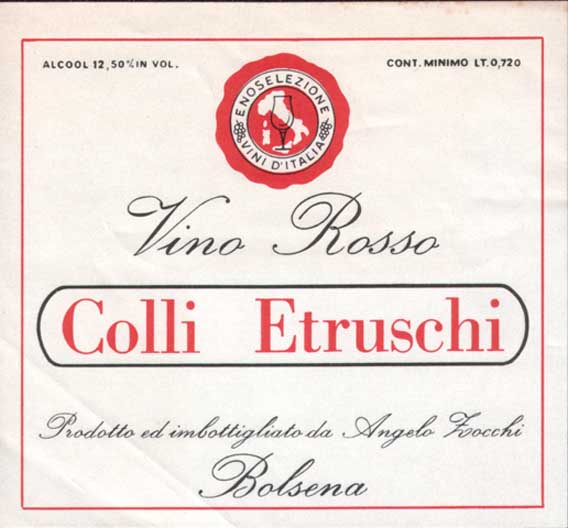 ALCOOL 12,50% IN VOL.
CONT. MINIMO LT. 0,720
ENOSELEZIONE
VINI D'ITALIA
Vino Rosso
Colli Etruschi
Prodotto ed imbottigliato da Angelo Zocchi
Bolsena